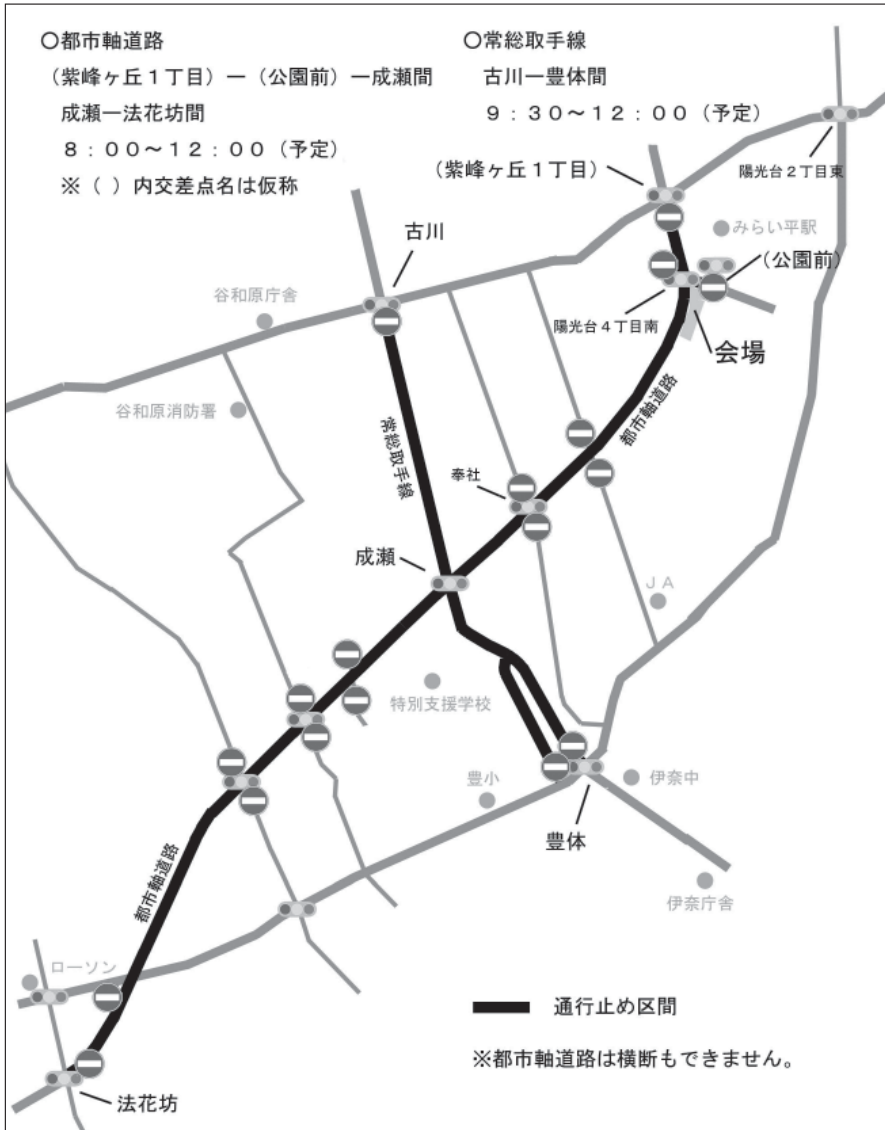 〇都市軸道路
(紫峰ヶ丘1丁目)ー(公園前)ー成瀬間
成瀬ー法花坊間
8:00〜12:00(予定)
※( )内交差点名は仮称
〇常総取手線
古川ー豊体間
9:30〜12:00(予定)
(紫峰ヶ丘1丁目)
陽光台2丁目東
みらい平駅
(公園前)
古川
谷和原庁舎
陽光台4丁目南
会場
谷和原消防署
常総取手線
都市軸道路
奉社
成瀬
JA
特別支援学校
豊小
伊奈中
豊体
都市軸道路
伊奈庁舎
ローソン
通行止め区間
※都市軸道路は横断もできません。
法花坊